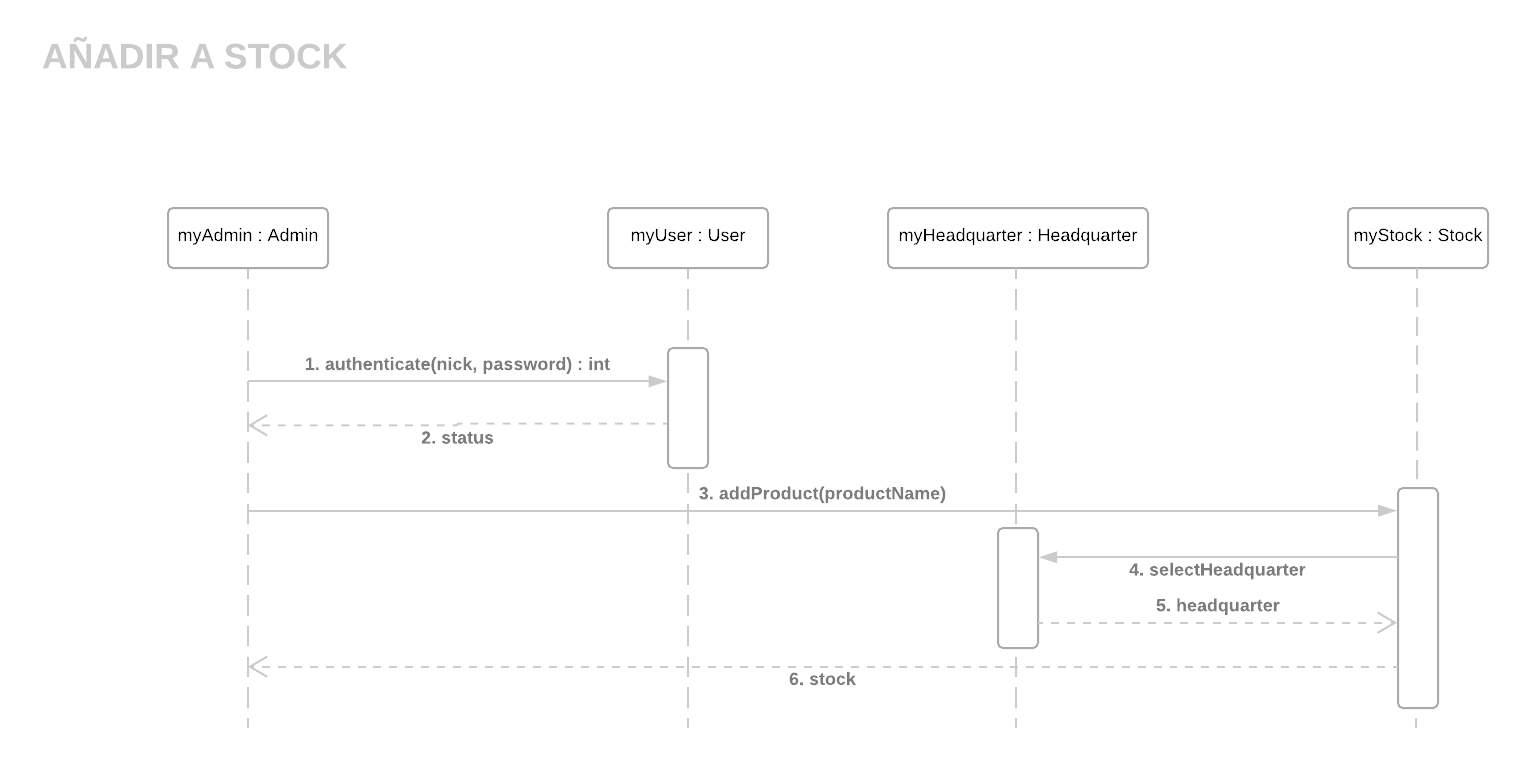 AÑADIR A STOCK
myAdmin : Admin
myUser : User
myHeadquarter : Headquarter
myStock : Stock
1. authenticate(nick, password) : int
2. status
3. addProduct(productName)
4. selectHeadquarter
5. headquarter
6. stock